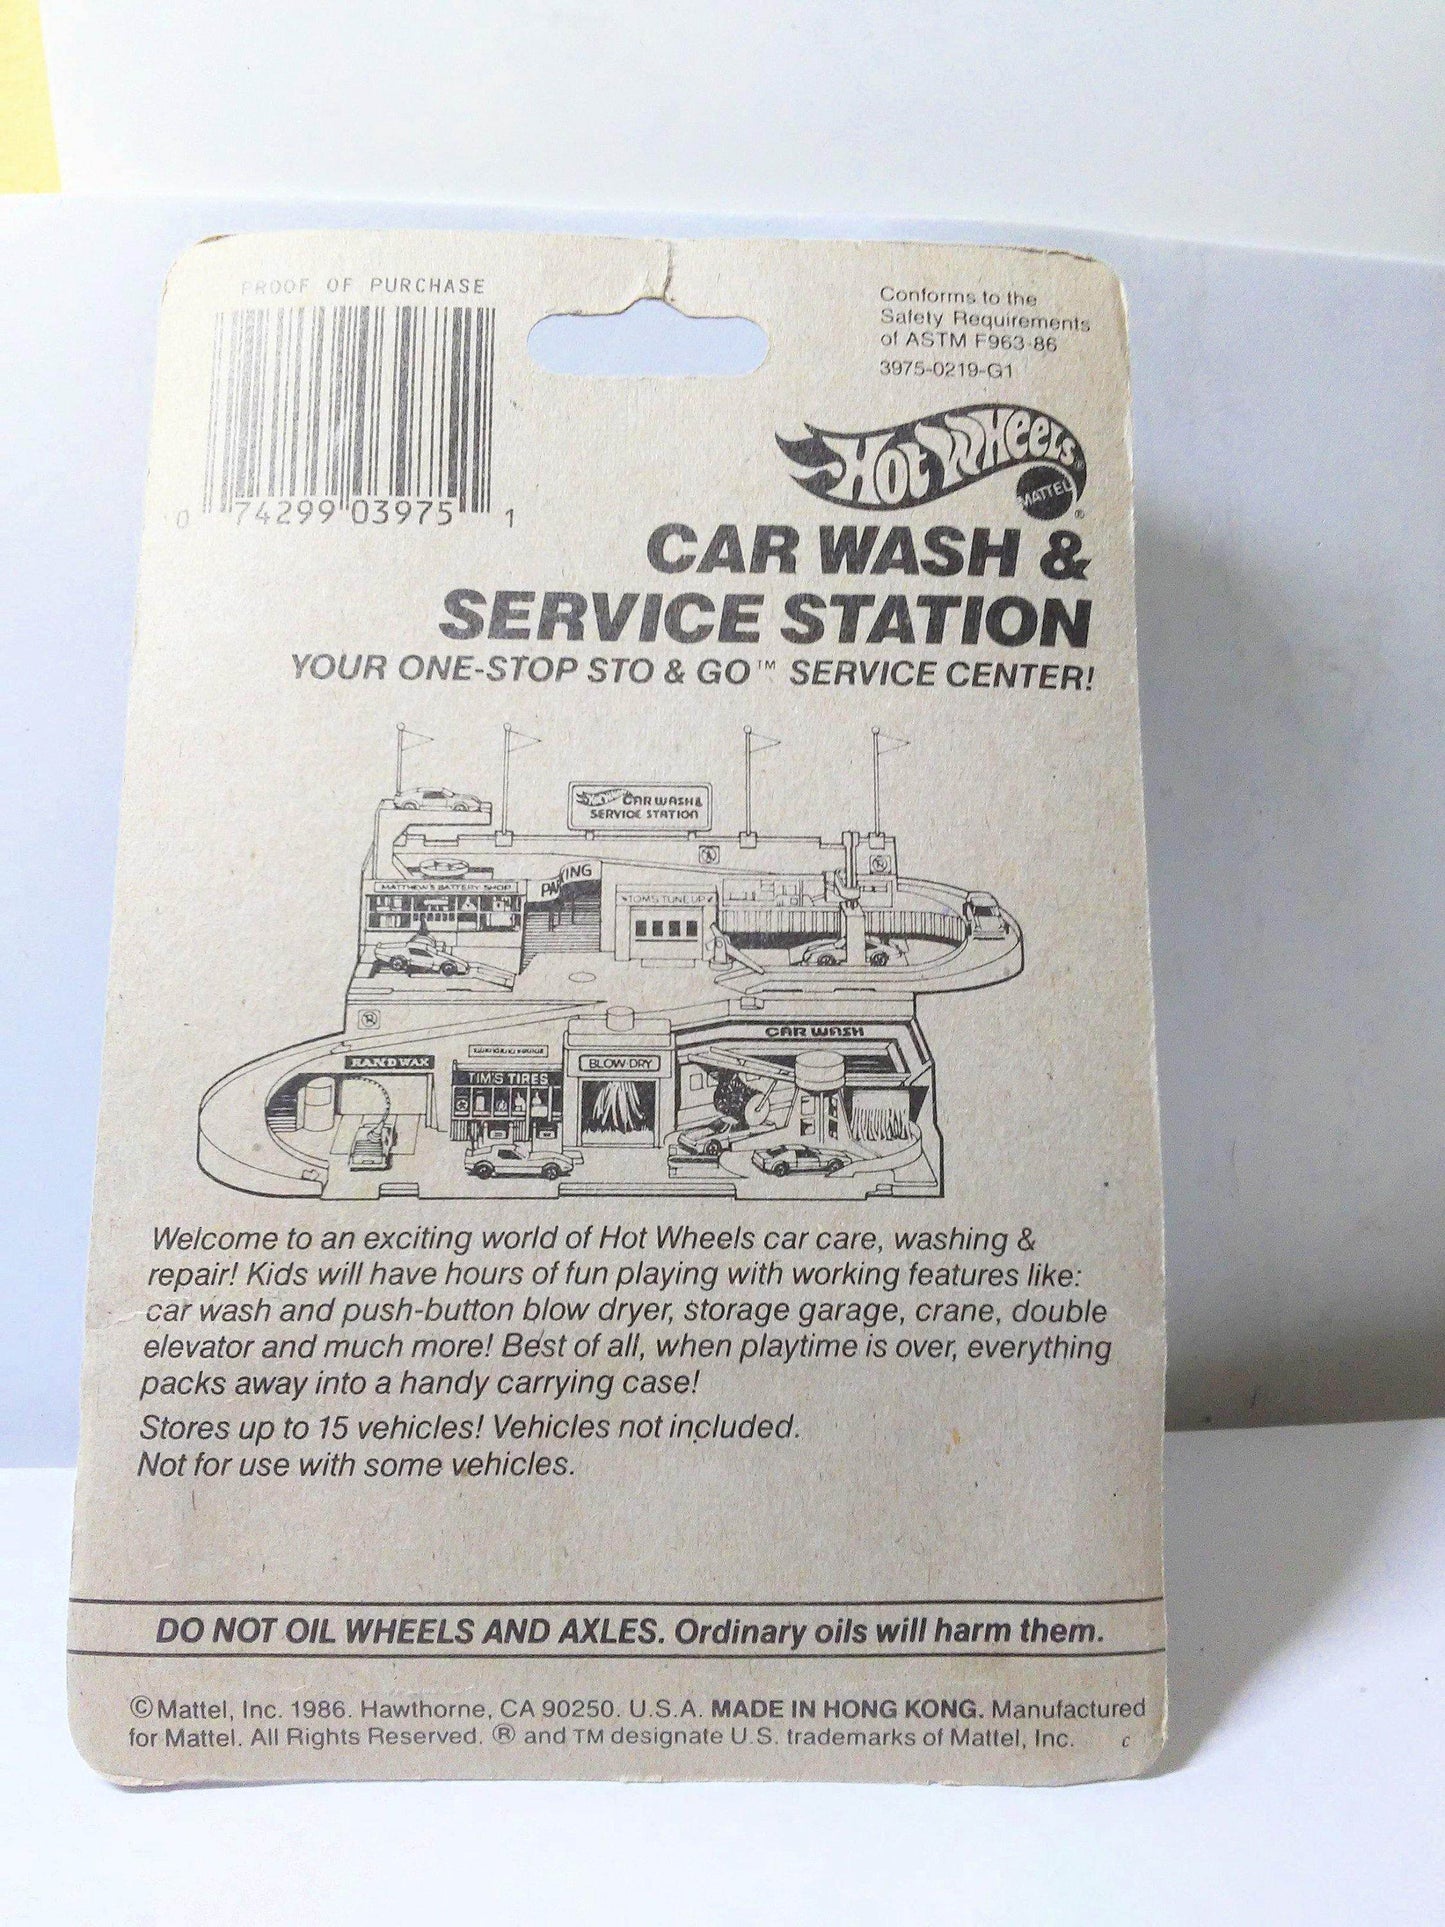 PROOF OF PURCHASE
0 74299 03975 1
Conforms to the
Safety Requirements
of ASTM F963-86
3975-0219-G1
Hot Wheels®
MATTEL®
CAR WASH &
SERVICE STATION
YOUR ONE-STOP STO & GO™ SERVICE CENTER!
Hot Wheels CAR WASH &
SERVICE STATION
MATTHEW'S BATTERY SHOP
PARKING
TOM'S TUNE UP
CAR WASH
HAND WAX
TIM'S TIRES
BLOW-DRY
Welcome to an exciting world of Hot Wheels car care, washing &
repair! Kids will have hours of fun playing with working features like:
car wash and push-button blow dryer, storage garage, crane, double
elevator and much more! Best of all, when playtime is over, everything
packs away into a handy carrying case!
Stores up to 15 vehicles! Vehicles not included.
Not for use with some vehicles.
DO NOT OIL WHEELS AND AXLES. Ordinary oils will harm them.
©Mattel, Inc. 1986. Hawthorne, CA 90250. U.S.A. MADE IN HONG KONG. Manufactured
for Mattel. All Rights Reserved. ® and TM designate U.S. trademarks of Mattel, Inc. c